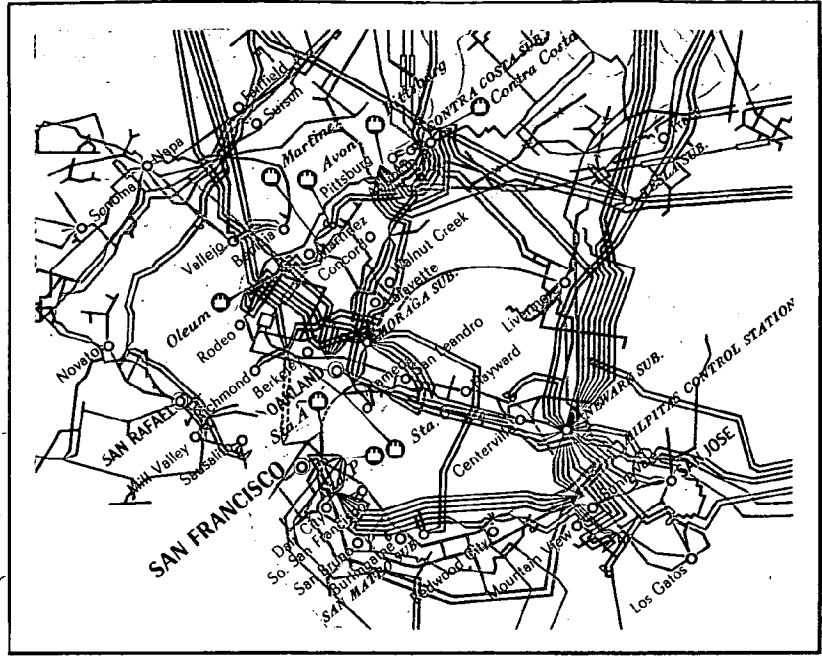 Fairfield
Suisun
Pittsburg
CONTRA COSTA SUB.
Contra Costa
Napa
Sonoma
Martinez
Avon
Pittsburg
TESLA SUB.
Vallejo
Benicia
Martinez
Concord
Walnut Creek
Lafayette
MORAGA SUB.
Oleum
Rodeo
Livermore
Novato
Richmond
Berkeley
OAKLAND
San Leandro
Hayward
NEWARK SUB.
MILPITAS CONTROL STATION
SAN RAFAEL
Mill Valley
Sausalito
Sta. A
Sta.
P
Centerville
SAN JOSE
SAN FRANCISCO
Daly City
So. San Francisco
San Bruno
Burlingame
SAN MATEO SUB.
Redwood City
Mountain View
Los Gatos